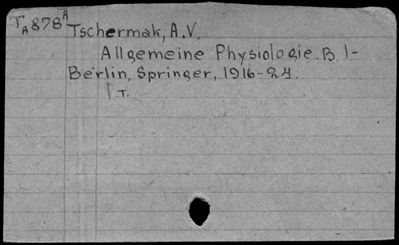 TA878A Tschermak, A.V.
Allgemeine Physiologie. B. I-
Berlin, Springer, 1916-24.
I т.